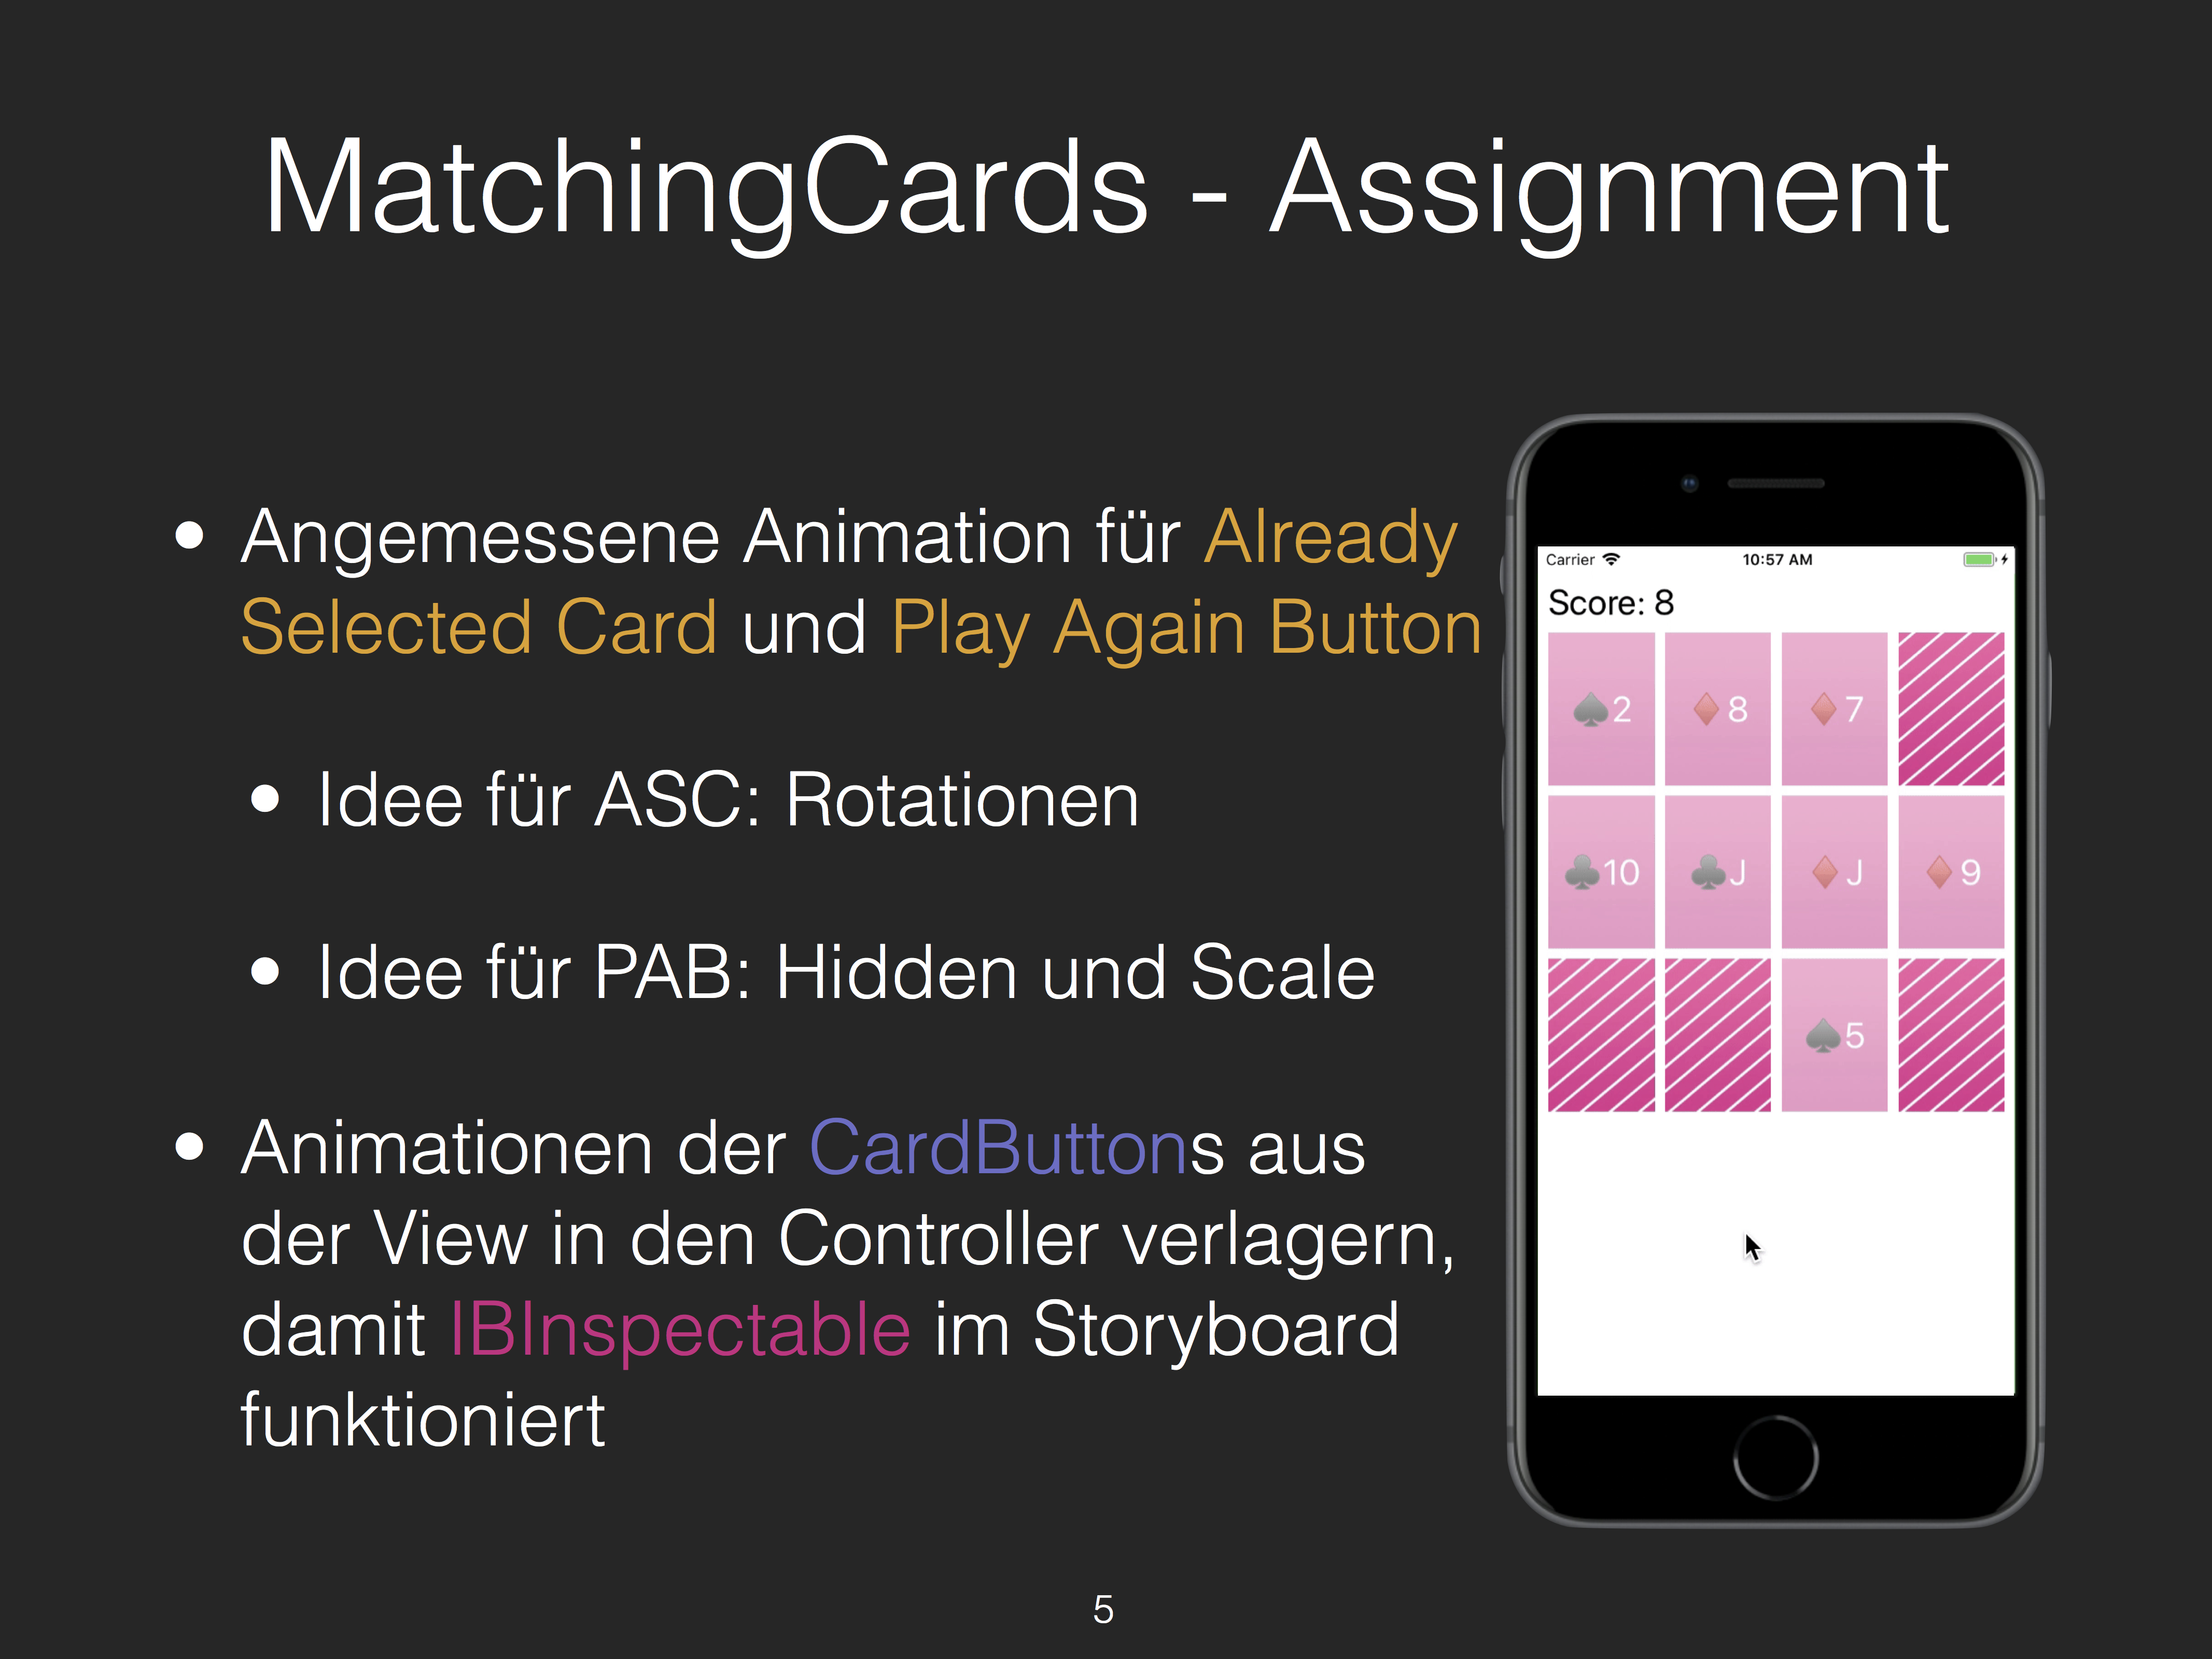 MatchingCards - Assignment
• Angemessene Animation für Already
Selected Card und Play Again Button
• Idee für ASC: Rotationen
• Idee für PAB: Hidden und Scale
• Animationen der CardButtons aus
der View in den Controller verlagern,
damit IBInspectable im Storyboard
funktioniert
Carrier 10:57 AM
Score: 8
♠2 ♦8 ♦7
♣10 ♣J ♦J ♦9
♠5
5